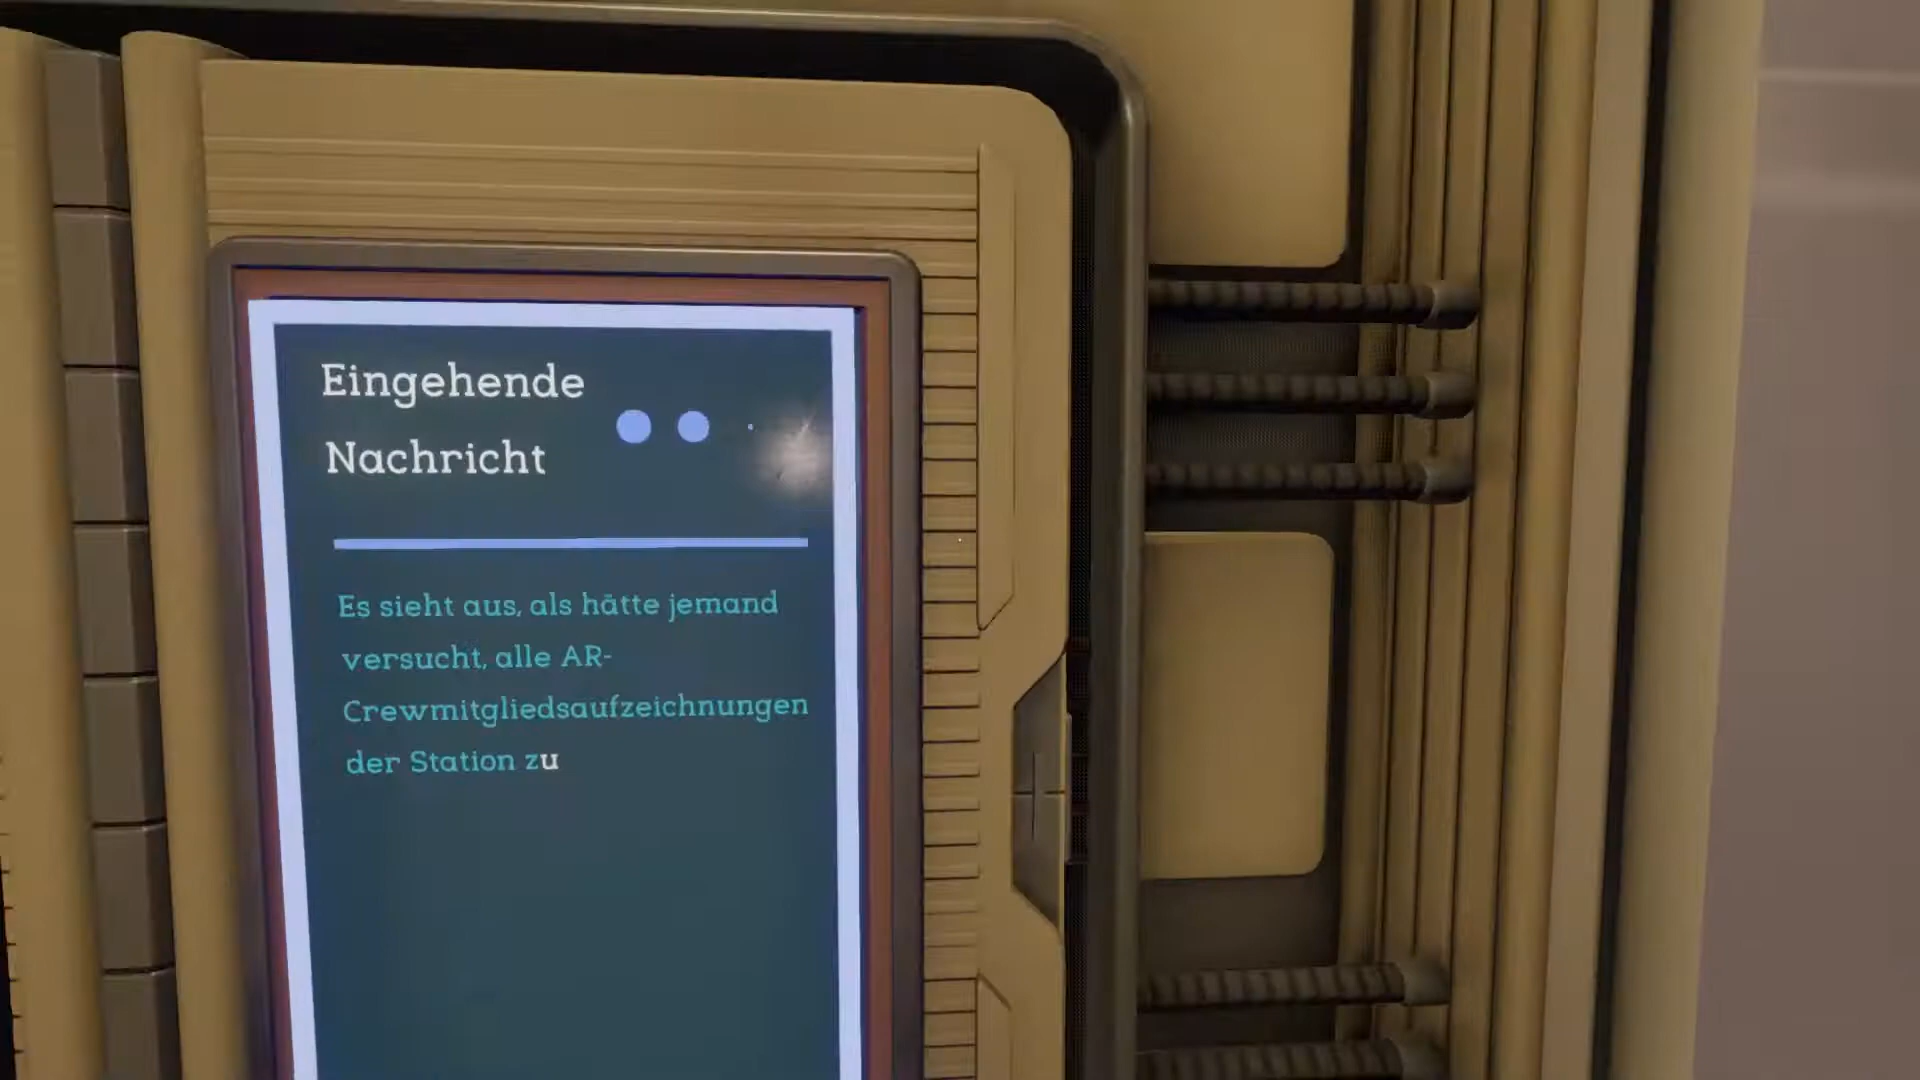 Eingehende
Nachricht
Es sieht aus, als hätte jemand
versucht, alle AR-
Crewmitgliedsaufzeichnungen
der Station zu